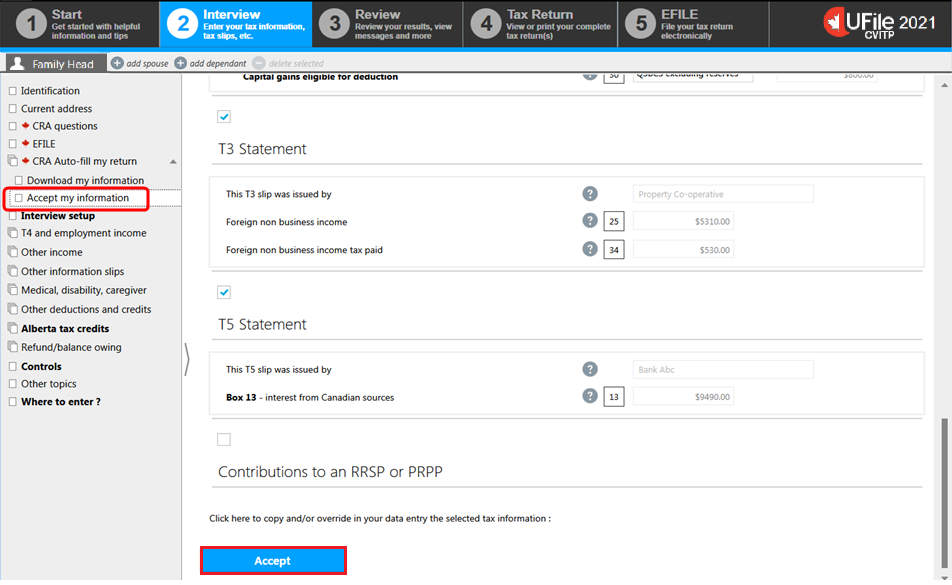 1
Start
Get started with helpful
information and tips
2
Interview
Enter your tax information,
tax slips, etc.
3
Review
Review your results, view
messages and more
4
Tax Return
View or print your complete
tax return(s)
5
EFILE
File your tax return
electronically
UFile 2021
CVITP
Family Head
add spouse
add dependant
delete selected
Identification
Current address
CRA questions
EFILE
CRA Auto-fill my return
Download my information
Accept my information
Interview setup
T4 and employment income
Other income
Other information slips
Medical, disability, caregiver
Other deductions and credits
Alberta tax credits
Refund/balance owing
Controls
Other topics
Where to enter ?
Capital gains eligible for deduction ? 30 QSBCS excluding reserves $800.00
T3 Statement
This T3 slip was issued by ? Property Co-operative
Foreign non business income ? 25 $5310.00
Foreign non business income tax paid ? 34 $530.00
T5 Statement
This T5 slip was issued by ? Bank Abc
Box 13 - interest from Canadian sources ? 13 $9490.00
Contributions to an RRSP or PRPP
Click here to copy and/or override in your data entry the selected tax information :
Accept